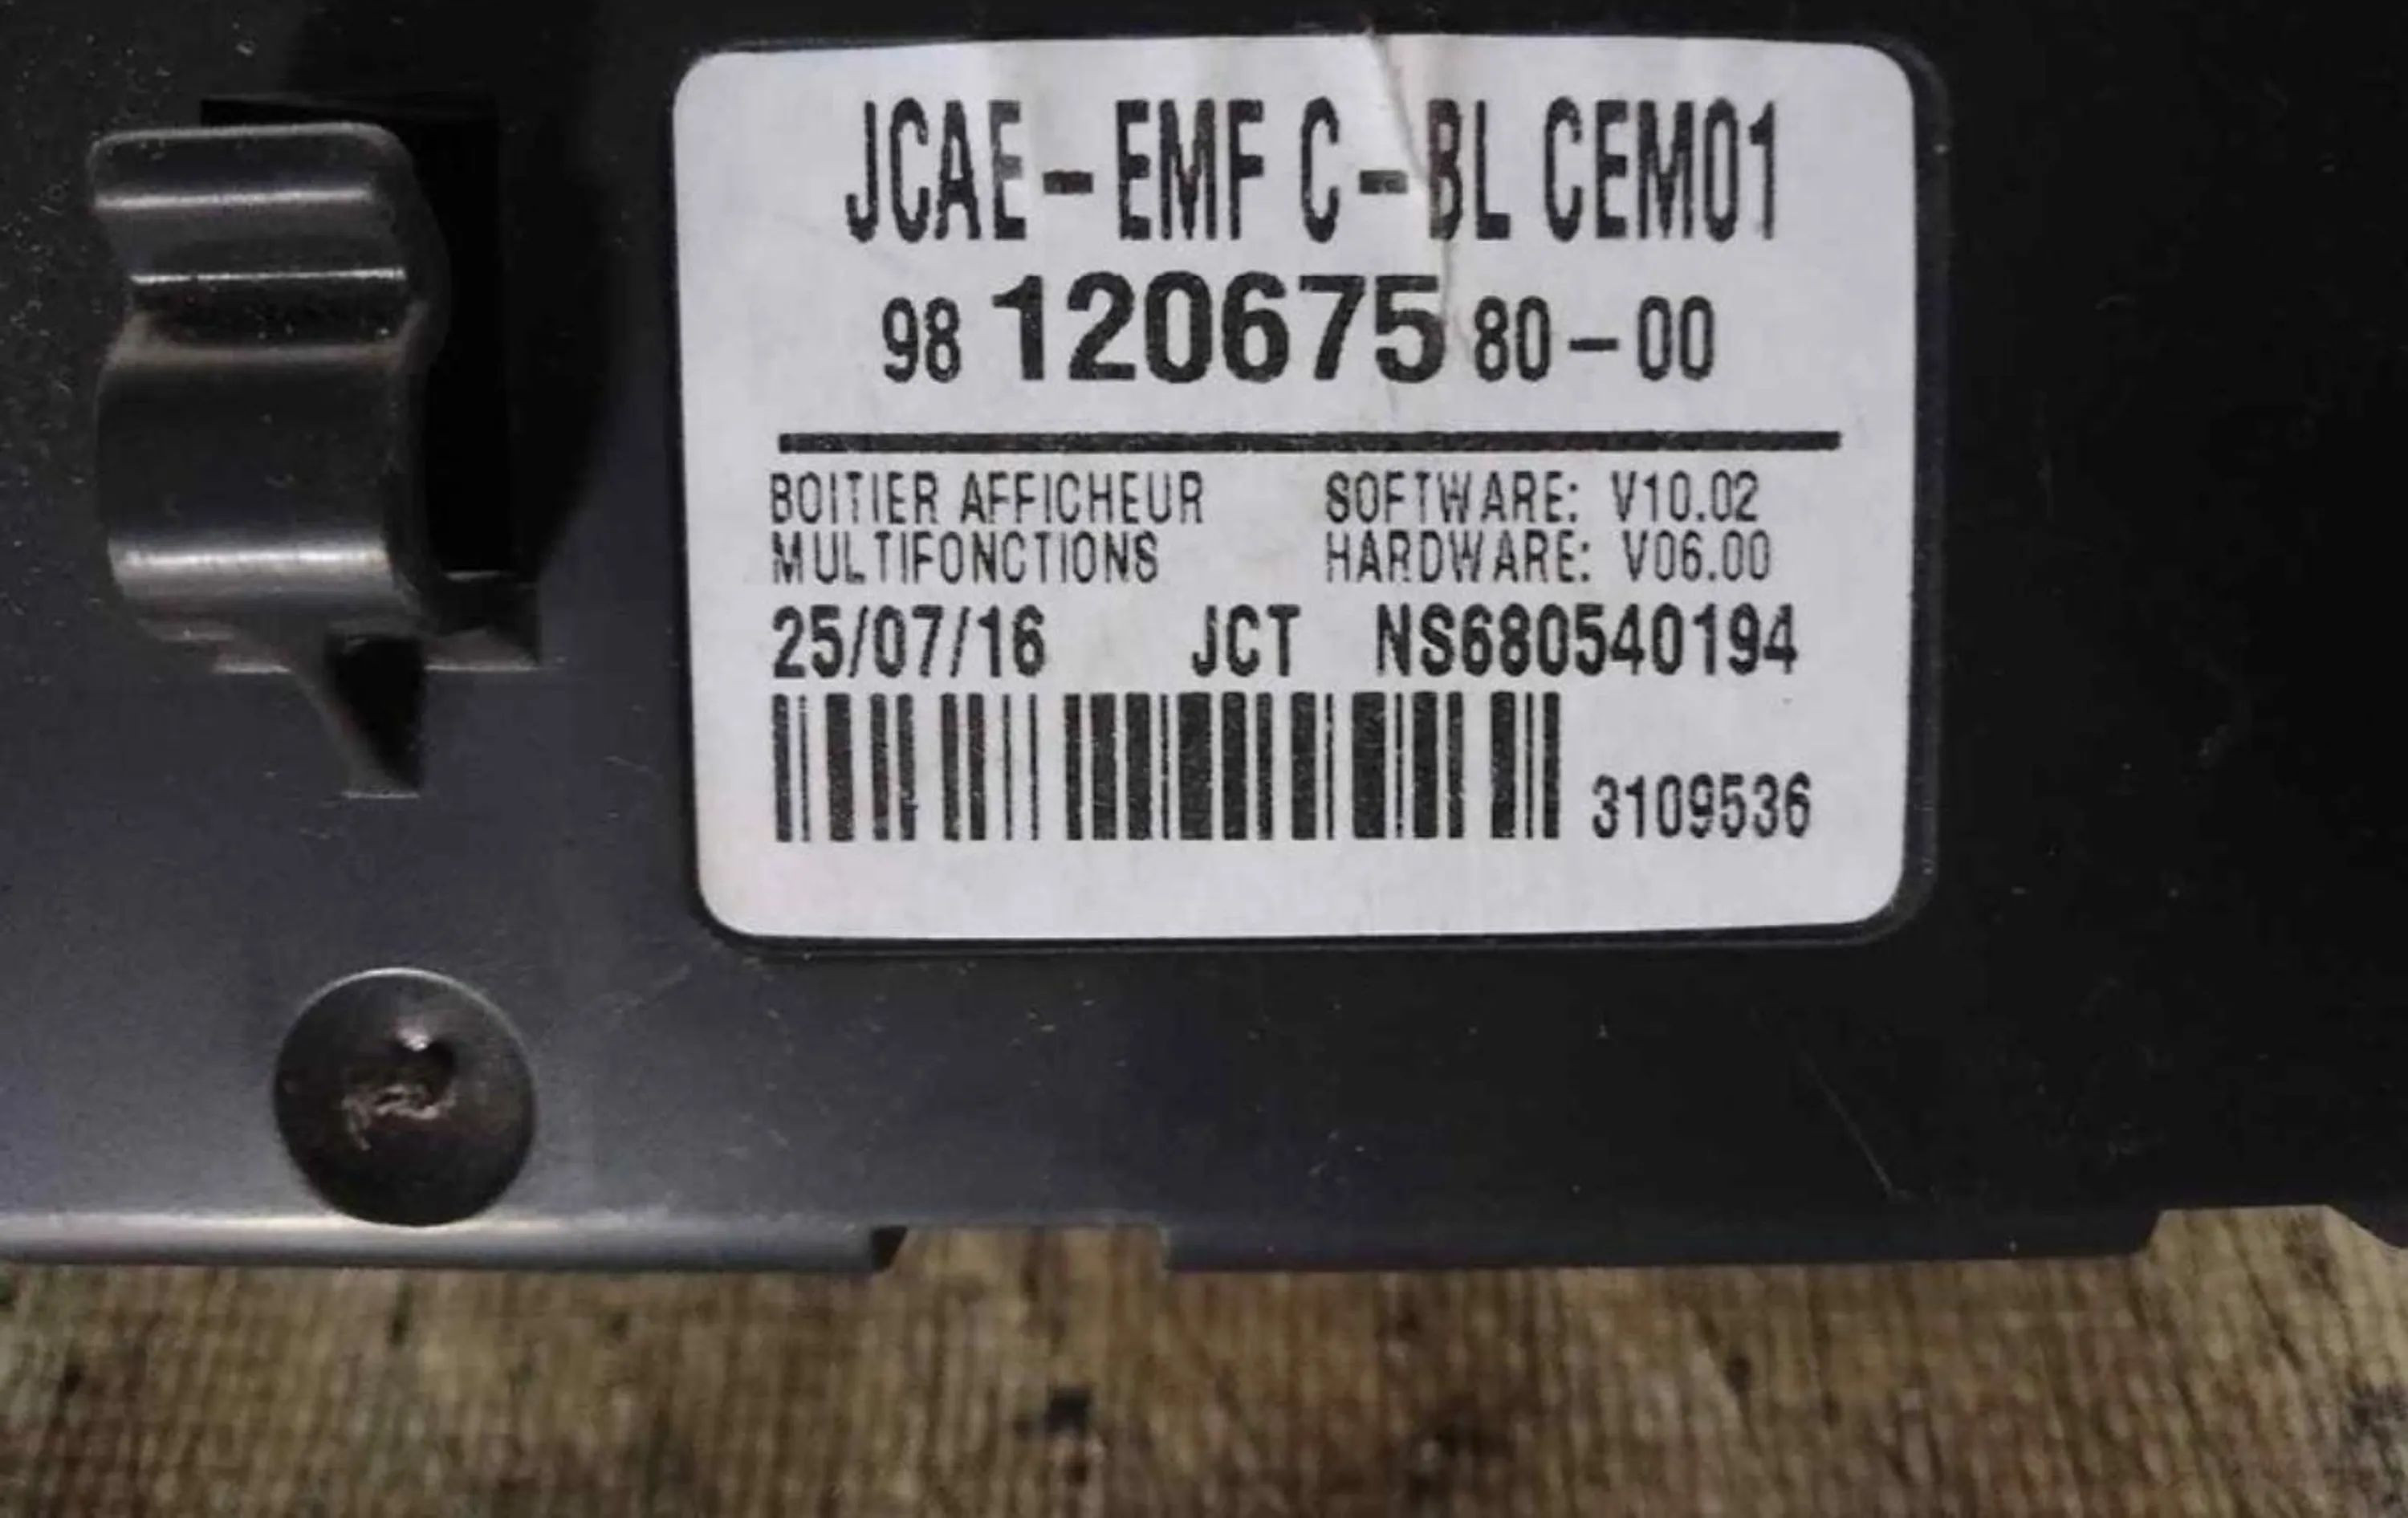 JCAE-EMF C-BL CEM01
98 120675 80-00
BOITIER AFFICHEUR SOFTWARE: V10.02
MULTIFONCTIONS HARDWARE: V06.00
25/07/16 JCT NS680540194
3109536